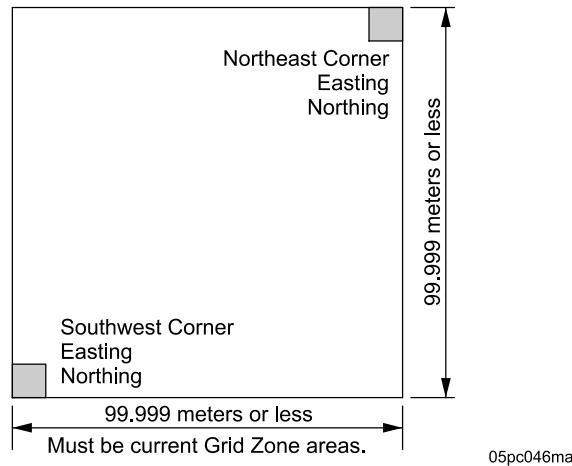 Northeast Corner
Easting
Northing
99.999 meters or less
Southwest Corner
Easting
Northing
99.999 meters or less
Must be current Grid Zone areas.
05pc046ma